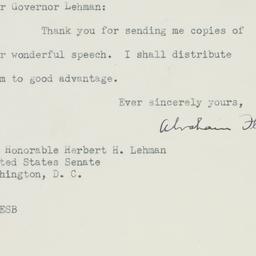 r Governor Lehman:
Thank you for sending me copies of
r wonderful speech. I shall distribute
m to good advantage.
Ever sincerely yours,
Abraham
Honorable Herbert H. Lehman
ted States Senate
hington, D. C.
ESB